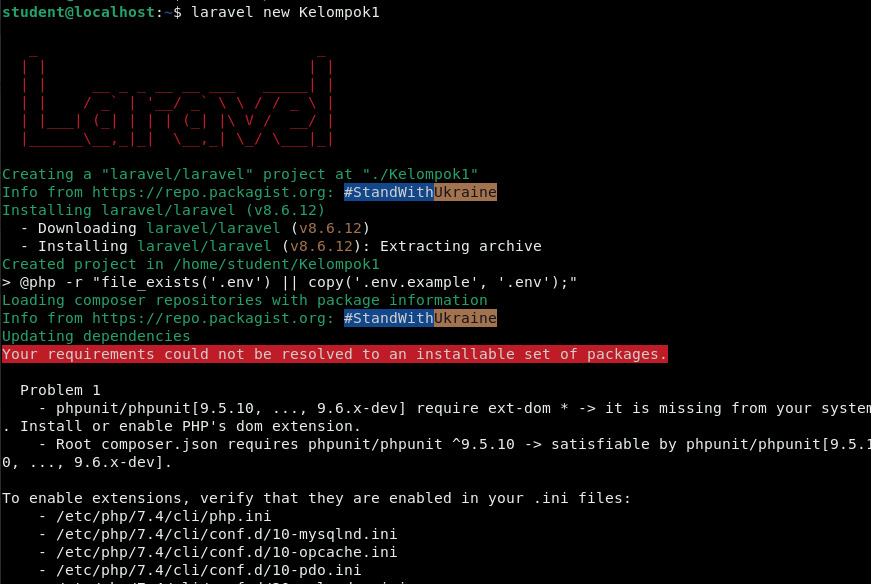 student@localhost:~$ laravel new Kelompok1
Laravel
Creating a "laravel/laravel" project at "./Kelompok1"
Info from https://repo.packagist.org: #StandWithUkraine
Installing laravel/laravel (v8.6.12)
  - Downloading laravel/laravel (v8.6.12)
  - Installing laravel/laravel (v8.6.12): Extracting archive
Created project in /home/student/Kelompok1
> @php -r "file_exists('.env') || copy('.env.example', '.env');"
Loading composer repositories with package information
Info from https://repo.packagist.org: #StandWithUkraine
Updating dependencies
Your requirements could not be resolved to an installable set of packages.
  Problem 1
    - phpunit/phpunit[9.5.10, ..., 9.6.x-dev] require ext-dom * -> it is missing from your system
. Install or enable PHP's dom extension.
    - Root composer.json requires phpunit/phpunit ^9.5.10 -> satisfiable by phpunit/phpunit[9.5.1
0, ..., 9.6.x-dev].
To enable extensions, verify that they are enabled in your .ini files:
    - /etc/php/7.4/cli/php.ini
    - /etc/php/7.4/cli/conf.d/10-mysqlnd.ini
    - /etc/php/7.4/cli/conf.d/10-opcache.ini
    - /etc/php/7.4/cli/conf.d/10-pdo.ini